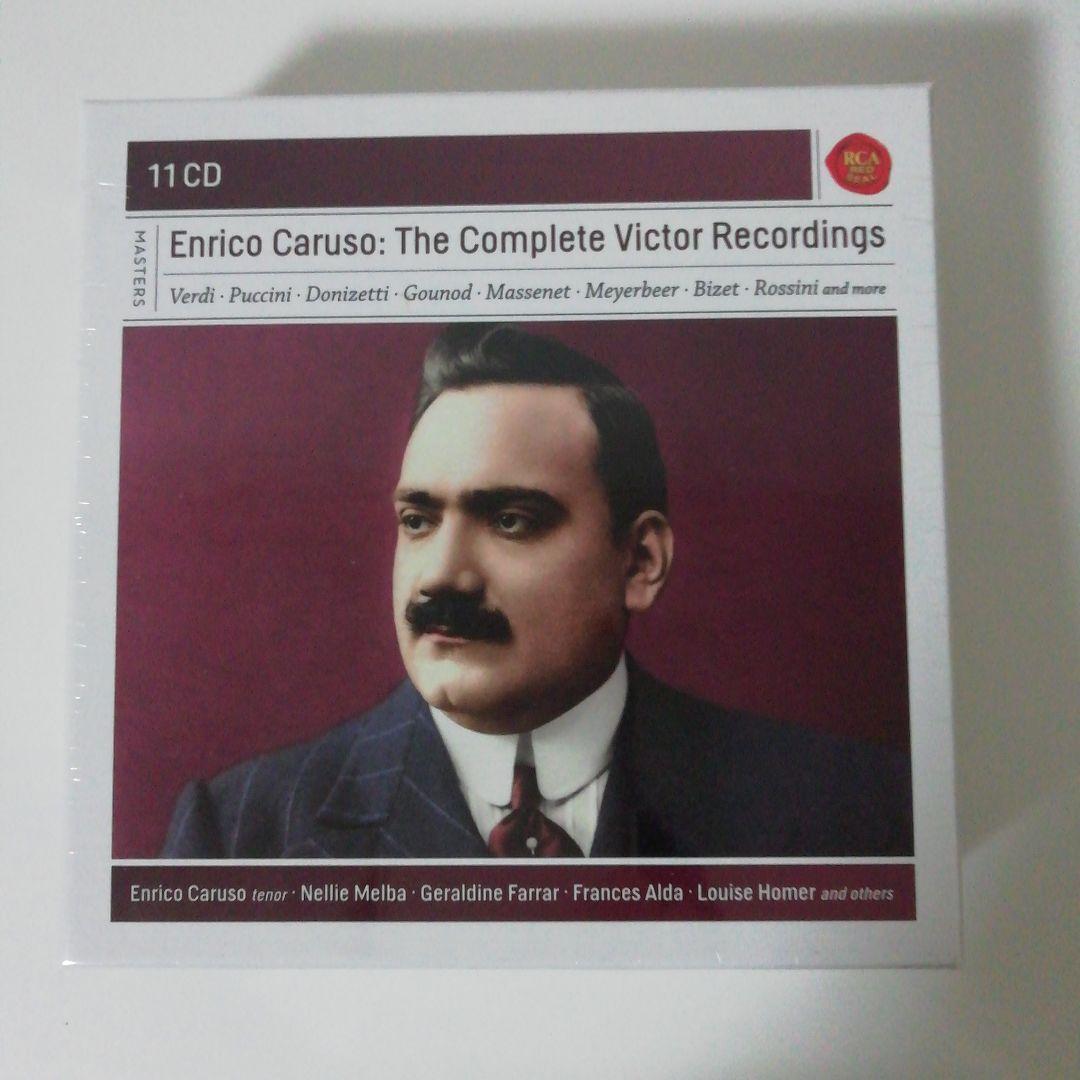 11 CD
RCA
RED
SEAL
MASTERS
Enrico Caruso: The Complete Victor Recordings
Verdi · Puccini · Donizetti · Gounod · Massenet · Meyerbeer · Bizet · Rossini and more
Enrico Caruso tenor · Nellie Melba · Geraldine Farrar · Frances Alda · Louise Homer and others